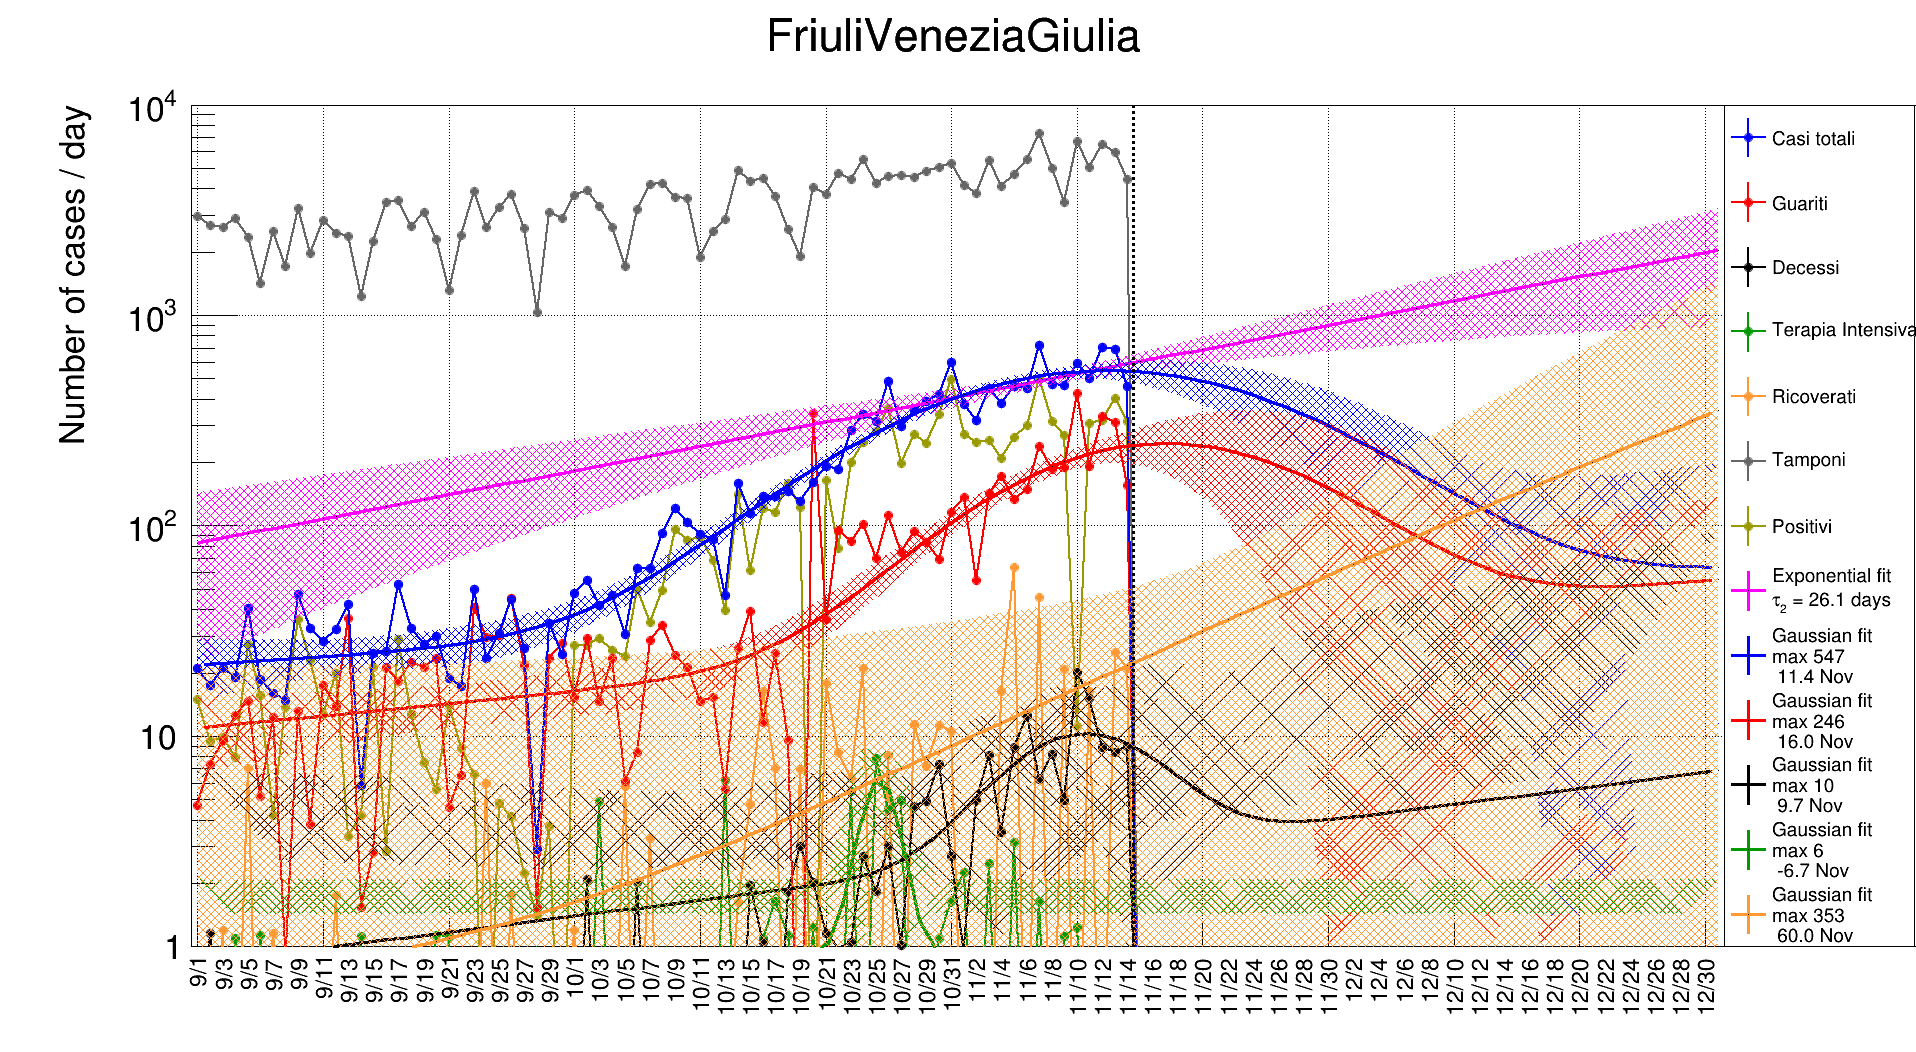 FriuliVeneziaGiulia
Number of cases / day
10^4
10^3
10^2
10
1
9/1
9/3
9/5
9/7
9/9
9/11
9/13
9/15
9/17
9/19
9/21
9/23
9/25
9/27
9/29
10/1
10/3
10/5
10/7
10/9
10/11
10/13
10/15
10/17
10/19
10/21
10/23
10/25
10/27
10/29
10/31
11/2
11/4
11/6
11/8
11/10
11/12
11/14
11/16
11/18
11/20
11/22
11/24
11/26
11/28
11/30
12/2
12/4
12/6
12/8
12/10
12/12
12/14
12/16
12/18
12/20
12/22
12/24
12/26
12/28
12/30
Casi totali
Guariti
Decessi
Terapia Intensiva
Ricoverati
Tamponi
Positivi
Exponential fit
τ2 = 26.1 days
Gaussian fit
max 547
11.4 Nov
Gaussian fit
max 246
16.0 Nov
Gaussian fit
max 10
9.7 Nov
Gaussian fit
max 6
-6.7 Nov
Gaussian fit
max 353
60.0 Nov